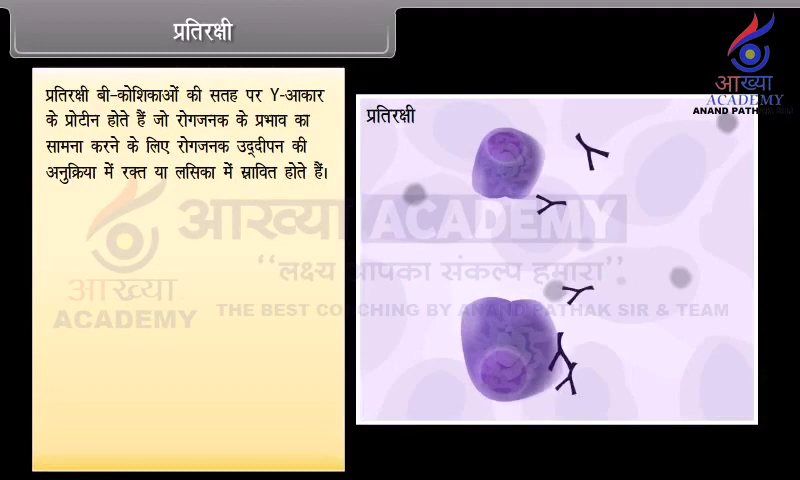 प्रतिरक्षी
आख्या
ACADEMY
ANAND PATHAK
प्रतिरक्षी बी-कोशिकाओं की सतह पर Y-आकार
के प्रोटीन होते हैं जो रोगजनक के प्रभाव का
सामना करने के लिए रोगजनक उद्दीपन की
अनुक्रिया में रक्त या लसिका में स्रावित होते हैं।
प्रतिरक्षी
आख्या ACADEMY
“लक्ष्य आपका संकल्प हमारा”
THE BEST COACHING BY ANAND PATHAK SIR & TEAM
आख्या
ACADEMY